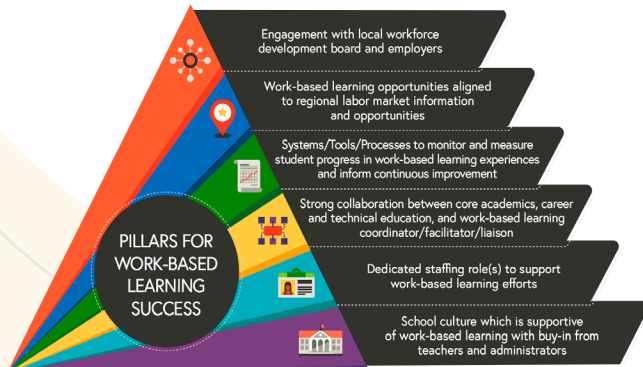 Engagement with local workforce
development board and employers
Work-based learning opportunities aligned
to regional labor market information
and opportunities
Systems/Tools/Processes to monitor and measure
student progress in work-based learning experiences
and inform continuous improvement
Strong collaboration between core academics, career
and technical education, and work-based learning
coordinator/facilitator/liaison
Dedicated staffing role(s) to support
work-based learning efforts
School culture which is supportive
of work-based learning with buy-in from
teachers and administrators
PILLARS FOR
WORK-BASED
LEARNING
SUCCESS